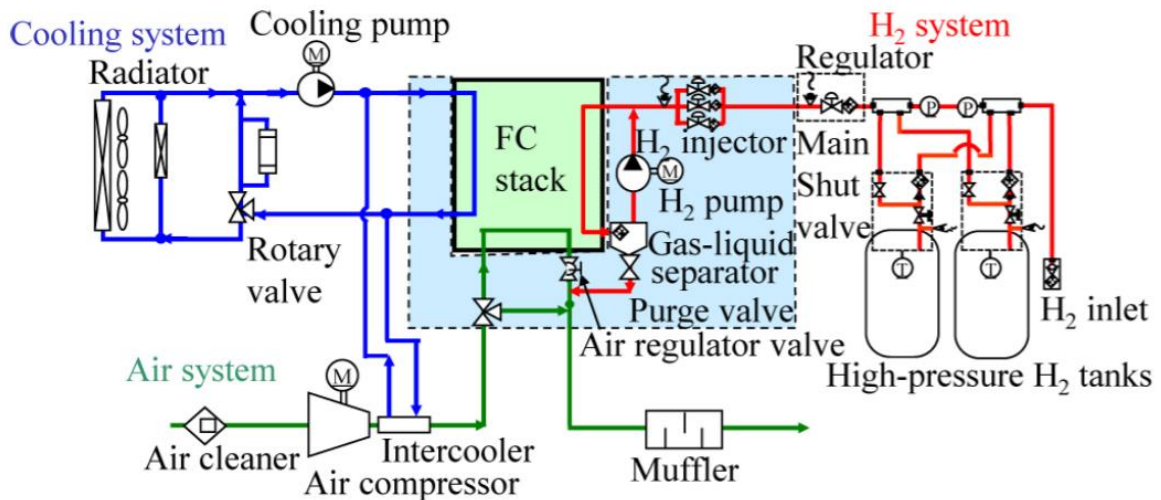 Cooling system
Cooling pump
H₂ system
Radiator
M
Regulator
FC
stack
H₂ injector
Main
P
P
M
H₂ pump
Shut
valve
Rotary
valve
Gas-liquid
separator
T
T
Purge valve
H₂ inlet
Air regulator valve
High-pressure H₂ tanks
Air system
M
Intercooler
Air cleaner
Air compressor
Muffler